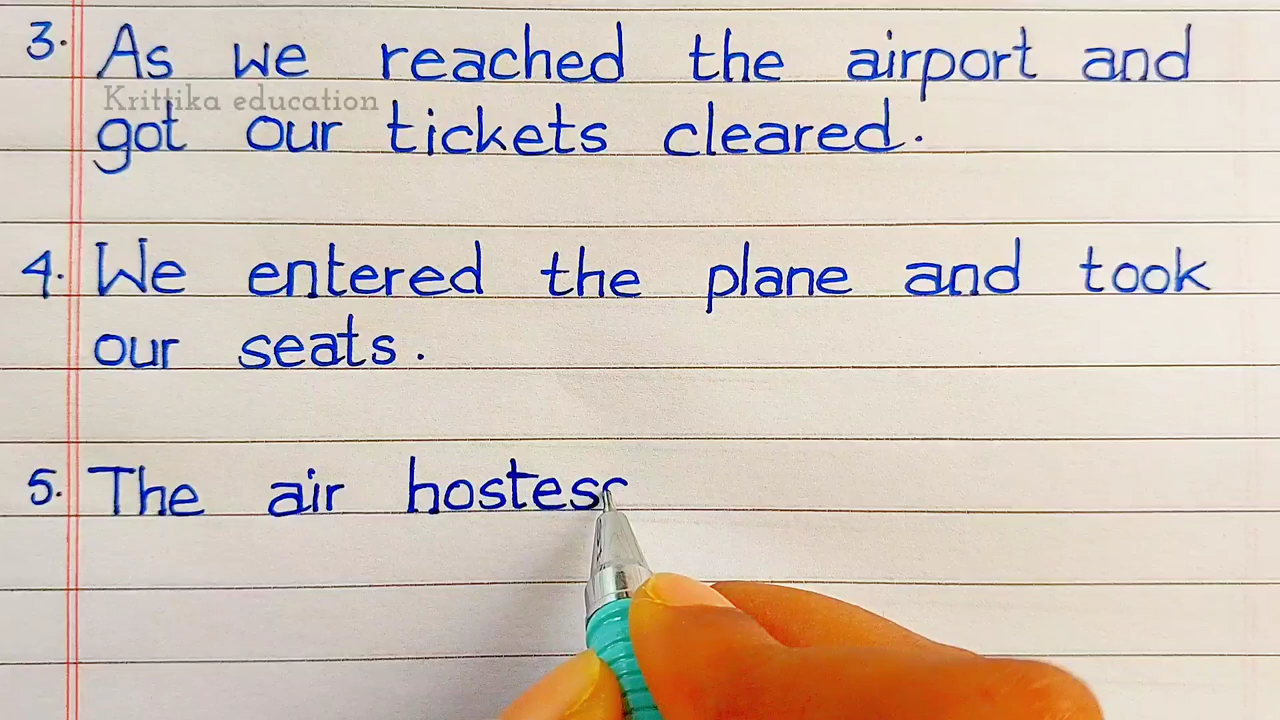 3. As we reached the airport and
Krittika education
got our tickets cleared.
4. We entered the plane and took
our seats.
5. The air hostess